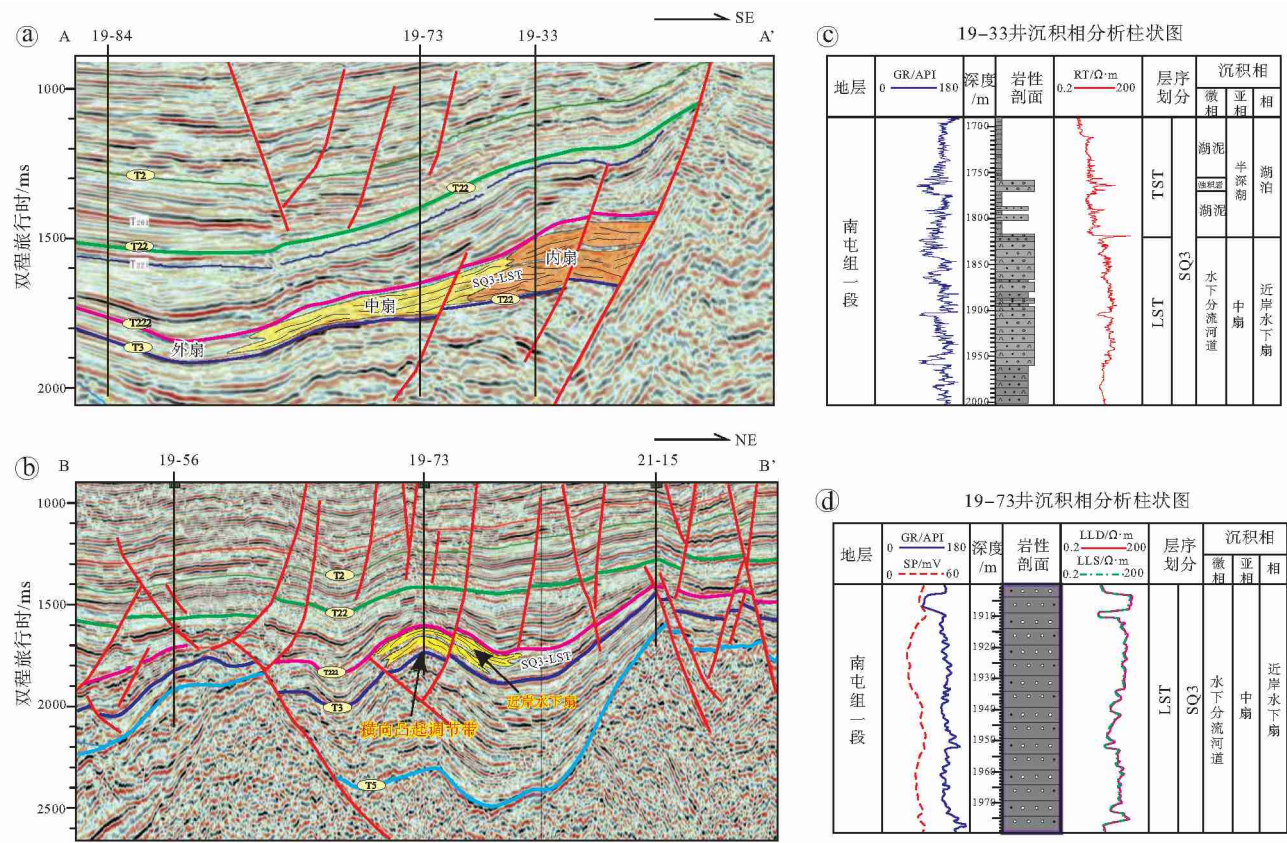 ⓐ A 19-84 19-73 19-33 SE A'
双程旅行时/ms
1000
1500
2000
T2
T22
T22
T222
T3
T22
外扇
中扇
内扇
SQ3-LST
ⓑ B 19-56 19-73 21-15 NE B'
双程旅行时/ms
1000
1500
2000
2500
T2
T22
T222
T3
T5
SQ3-LST
近岸水下扇
横向凸起调节带
ⓒ 19-33井沉积相分析柱状图
地层
GR/API
0 180
深度/m
岩性剖面
RT/Ω·m
0.2 200
层序划分
沉积相
微相
亚相
相
1700
1750
1800
1850
1900
1950
2000
南屯组一段
TST
LST
SQ3
湖泥
湖泥
半深湖
湖泊
水下分流河道
中扇
近岸水下扇
ⓓ 19-73井沉积相分析柱状图
地层
GR/API
0 180
SP/mV
0 60
深度/m
岩性剖面
LLD/Ω·m
0.2 200
LLS/Ω·m
0.2 200
层序划分
沉积相
微相
亚相
相
1910
1920
1930
1940
1950
1960
1970
南屯组一段
LST
SQ3
水下分流河道
中扇
近岸水下扇